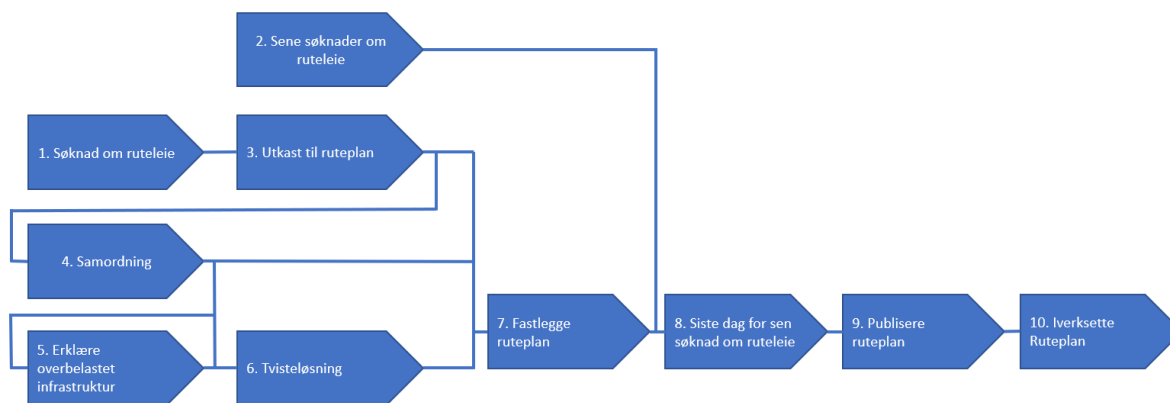 2. Sene søknader om
ruteleie
1. Søknad om ruteleie
3. Utkast til ruteplan
4. Samordning
5. Erklære
overbelastet
infrastruktur
6. Tvisteløsning
7. Fastlegge
ruteplan
8. Siste dag for sen
søknad om ruteleie
9. Publisere
ruteplan
10. Iverksette
Ruteplan